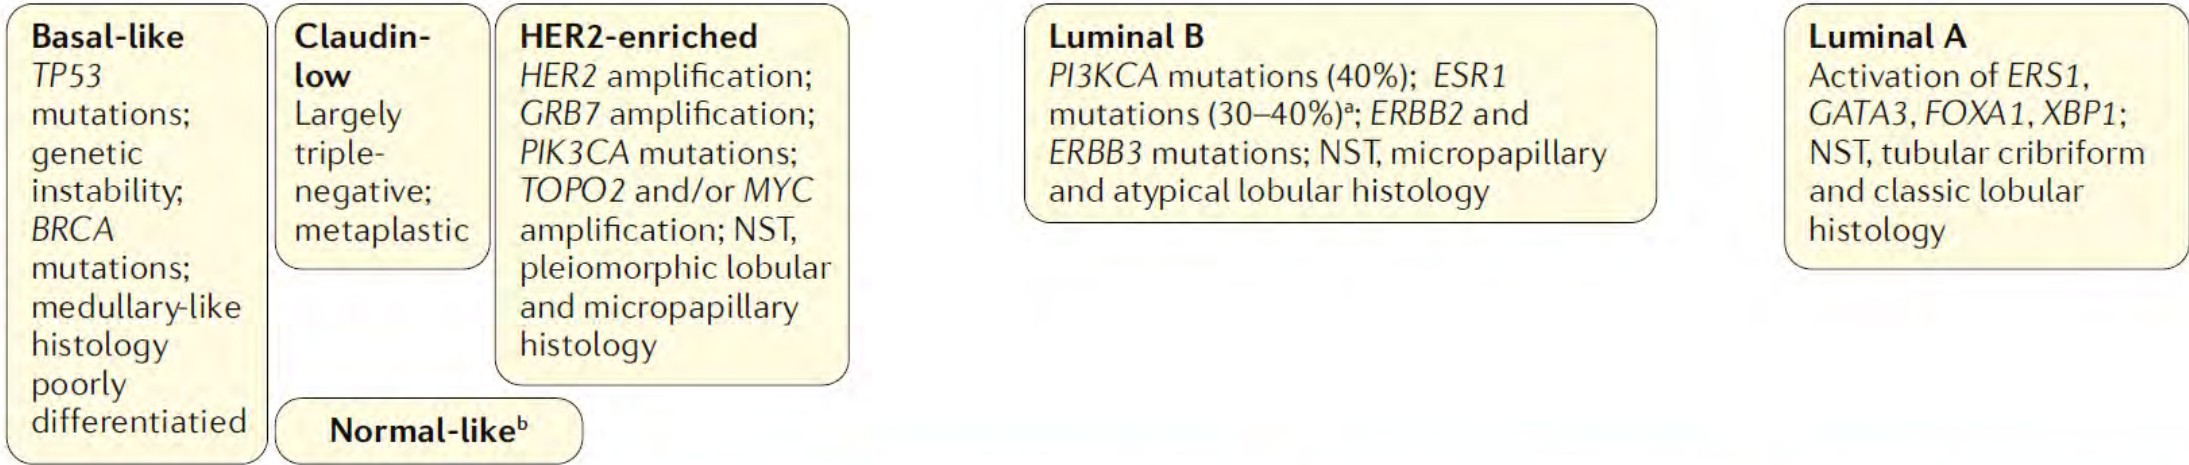 Basal-like
TP53
mutations;
genetic
instability;
BRCA
mutations;
medullary-like
histology
poorly
differentiatied
Claudin-
low
Largely
triple-
negative;
metaplastic
Normal-likeᵇ
HER2-enriched
HER2 amplification;
GRB7 amplification;
PIK3CA mutations;
TOPO2 and/or MYC
amplification; NST,
pleiomorphic lobular
and micropapillary
histology
Luminal B
PI3KCA mutations (40%); ESR1
mutations (30–40%)ᵃ; ERBB2 and
ERBB3 mutations; NST, micropapillary
and atypical lobular histology
Luminal A
Activation of ERS1,
GATA3, FOXA1, XBP1;
NST, tubular cribriform
and classic lobular
histology